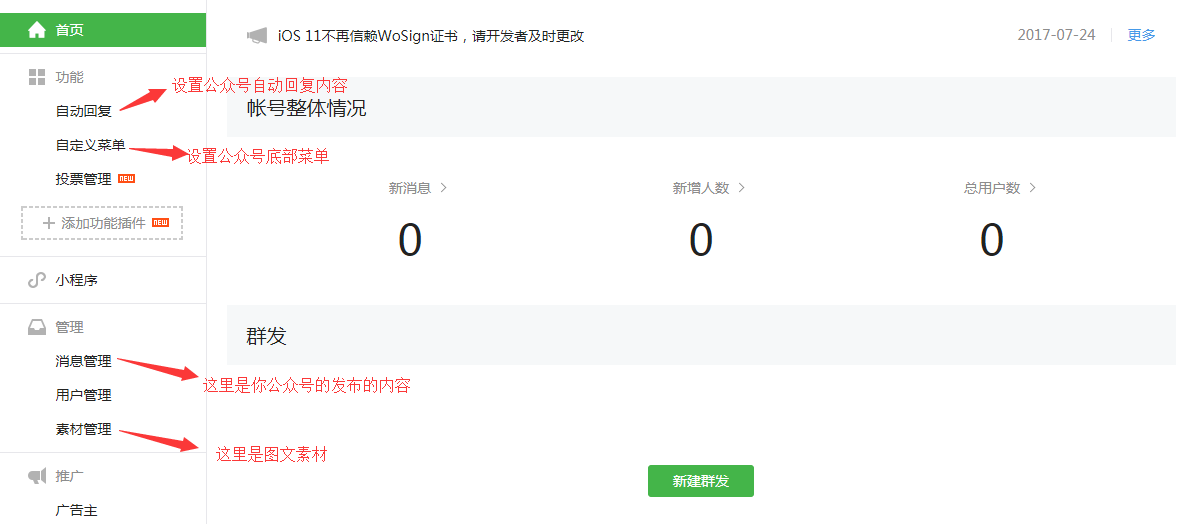 首页
iOS 11不再信赖WoSign证书，请开发者及时更改
2017-07-24
更多
功能
设置公众号自动回复内容
自动回复
帐号整体情况
自定义菜单
设置公众号底部菜单
投票管理 NEW
新消息
新增人数
总用户数
添加功能插件 NEW
0
0
0
小程序
管理
群发
消息管理
这里是你公众号的发布的内容
用户管理
素材管理
这里是图文素材
推广
新建群发
广告主